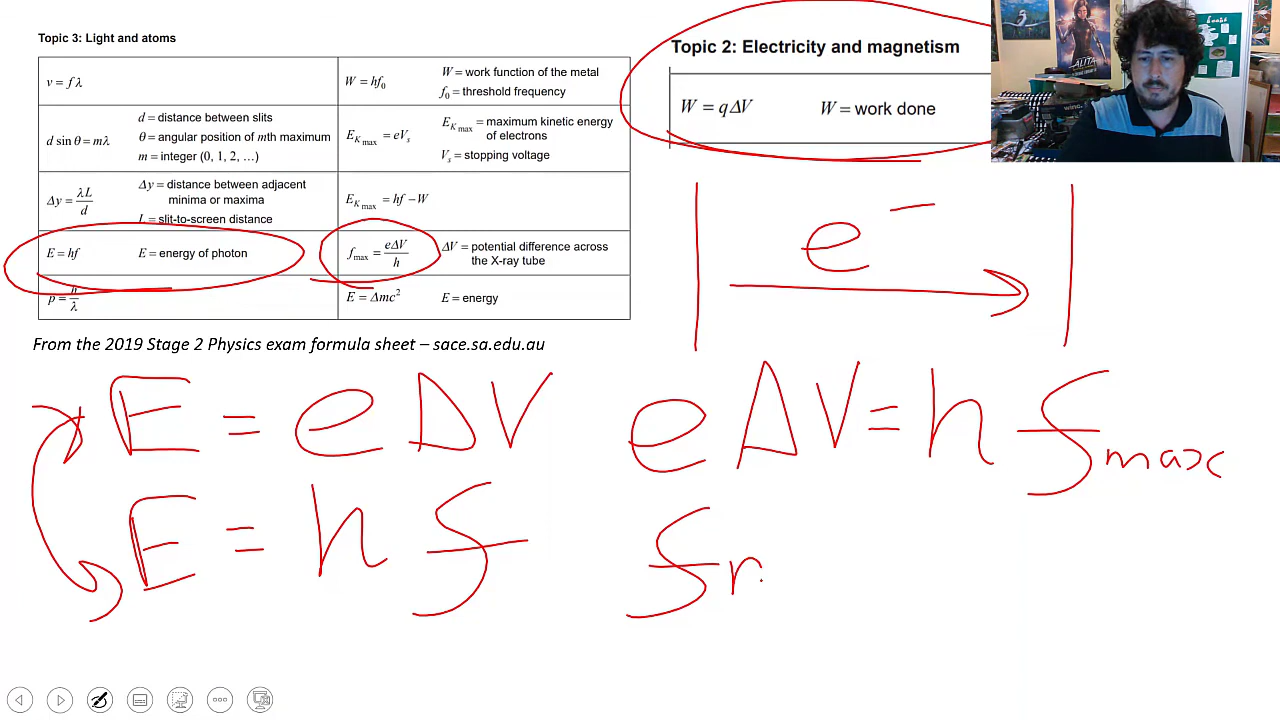 Topic 3: Light and atoms
v = fλ
W = hf₀
W = work function of the metal
f₀ = threshold frequency
d sin θ = mλ
d = distance between slits
θ = angular position of mth maximum
m = integer (0, 1, 2, …)
E_K max = eVₛ
E_K max = maximum kinetic energy
of electrons
Vₛ = stopping voltage
Δy = λL/d
Δy = distance between adjacent
minima or maxima
L = slit-to-screen distance
E_K max = hf − W
E = hf
E = energy of photon
f_max = eΔV/h
ΔV = potential difference across
the X-ray tube
p = h/λ
E = Δmc²
E = energy
From the 2019 Stage 2 Physics exam formula sheet – sace.sa.edu.au
Topic 2: Electricity and magnetism
W = qΔV
W = work done
ALITA
e⁻
E = eΔV
eΔV = hf max
E = hf